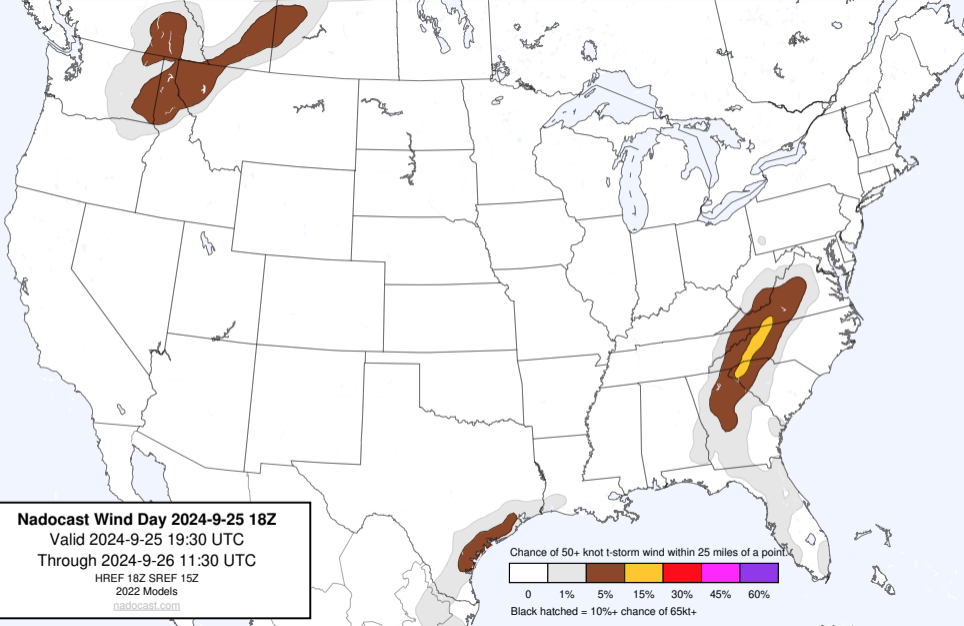 Nadocast Wind Day 2024-9-25 18Z
Valid 2024-9-25 19:30 UTC
Through 2024-9-26 11:30 UTC
HREF 18Z SREF 15Z
2022 Models
nadocast.com
Chance of 50+ knot t-storm wind within 25 miles of a point.
0 1% 5% 15% 30% 45% 60%
Black hatched = 10%+ chance of 65kt+